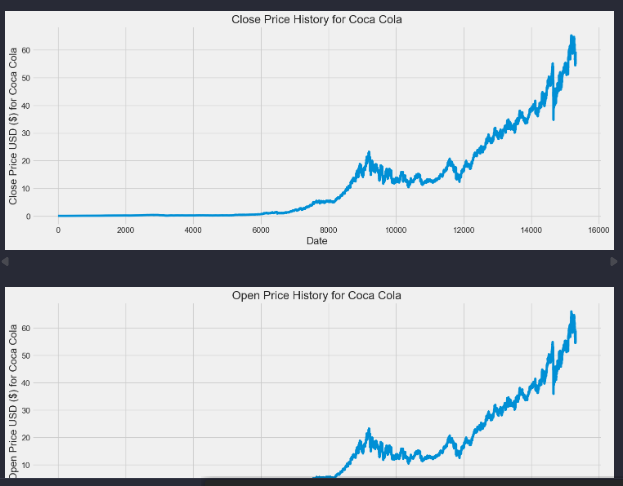 Close Price History for Coca Cola
Close Price USD ($) for Coca Cola
60
50
40
30
20
10
0
0 2000 4000 6000 8000 10000 12000 14000 16000
Date
Open Price History for Coca Cola
Open Price USD ($) for Coca Cola
60
50
40
30
20
10